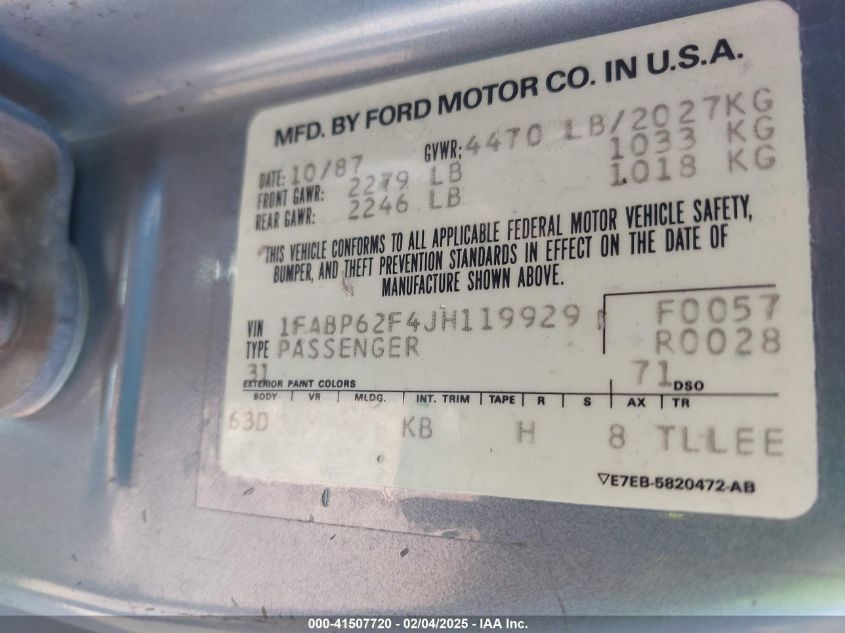 MFD. BY FORD MOTOR CO. IN U.S.A.
DATE: 10/87 GVWR: 4470 LB/2027KG
FRONT GAWR: 2279 LB 1033 KG
REAR GAWR: 2246 LB 1018 KG
THIS VEHICLE CONFORMS TO ALL APPLICABLE FEDERAL MOTOR VEHICLE SAFETY,
BUMPER, AND THEFT PREVENTION STANDARDS IN EFFECT ON THE DATE OF
MANUFACTURE SHOWN ABOVE.
VIN 1FABP62F4JH119929 F0057
TYPE PASSENGER R0028
31 71 DSO
EXTERIOR PAINT COLORS
BODY VR MLDG. INT. TRIM TAPE R S AX TR
63D KB H 8 TLLEE
▽E7EB-5820472-AB
000-41507720 - 02/04/2025 - IAA Inc.